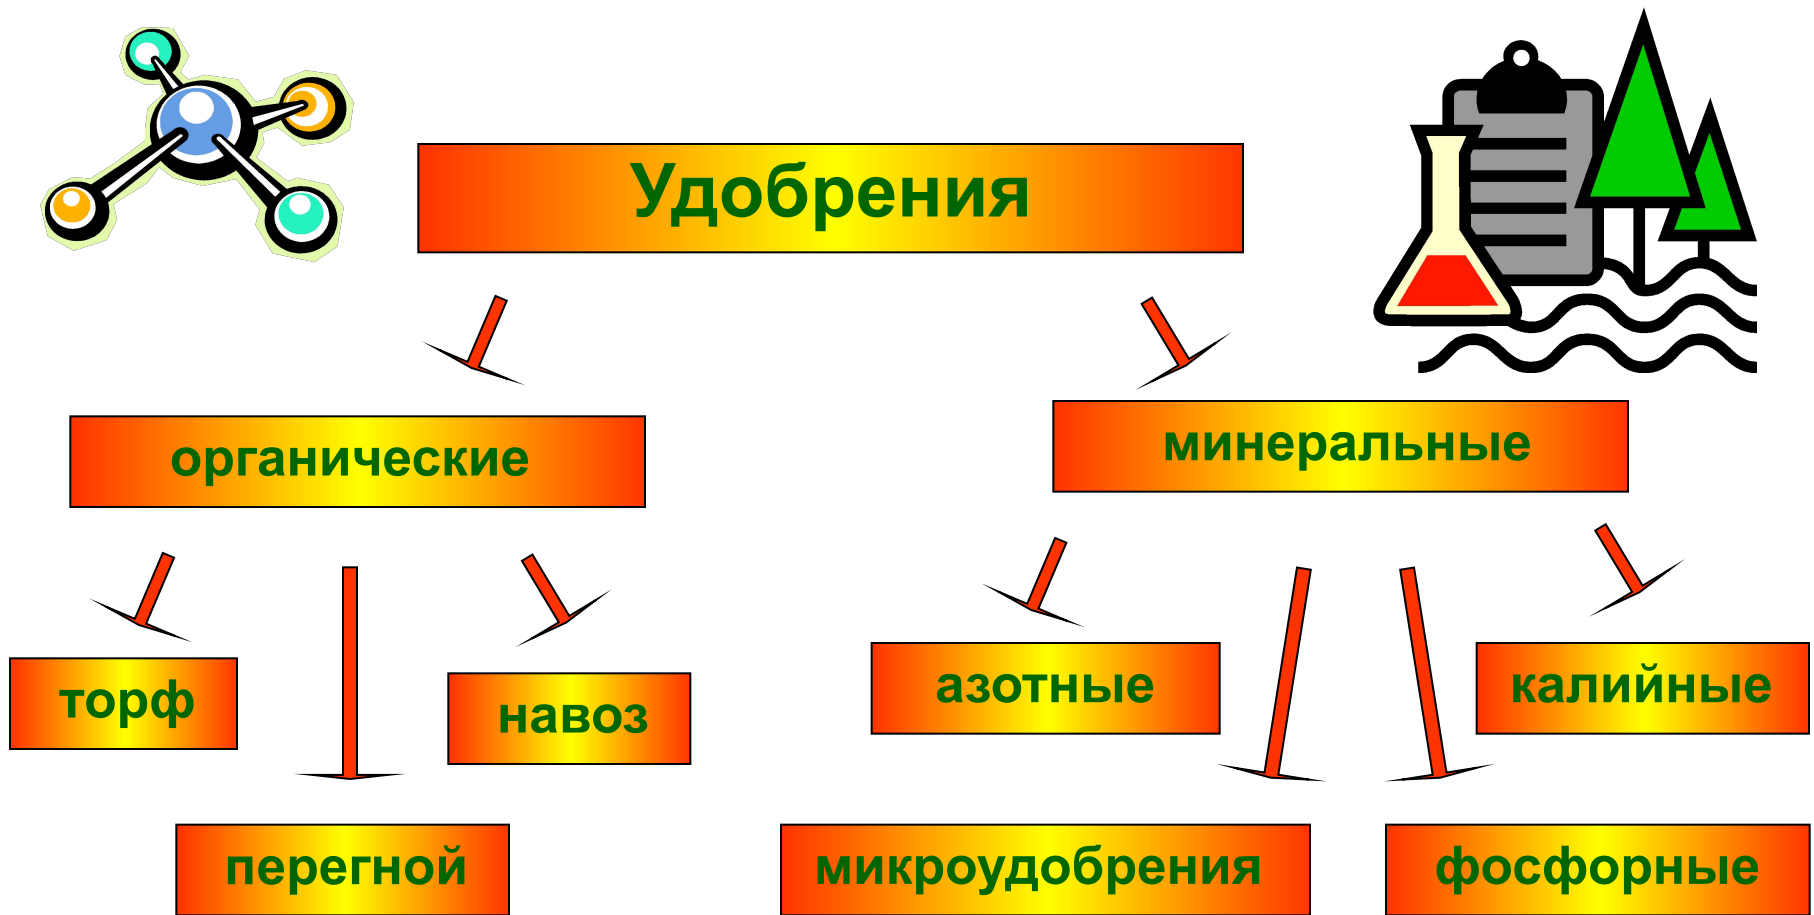 Удобрения
органические
минеральные
торф
навоз
азотные
калийные
перегной
микроудобрения
фосфорные